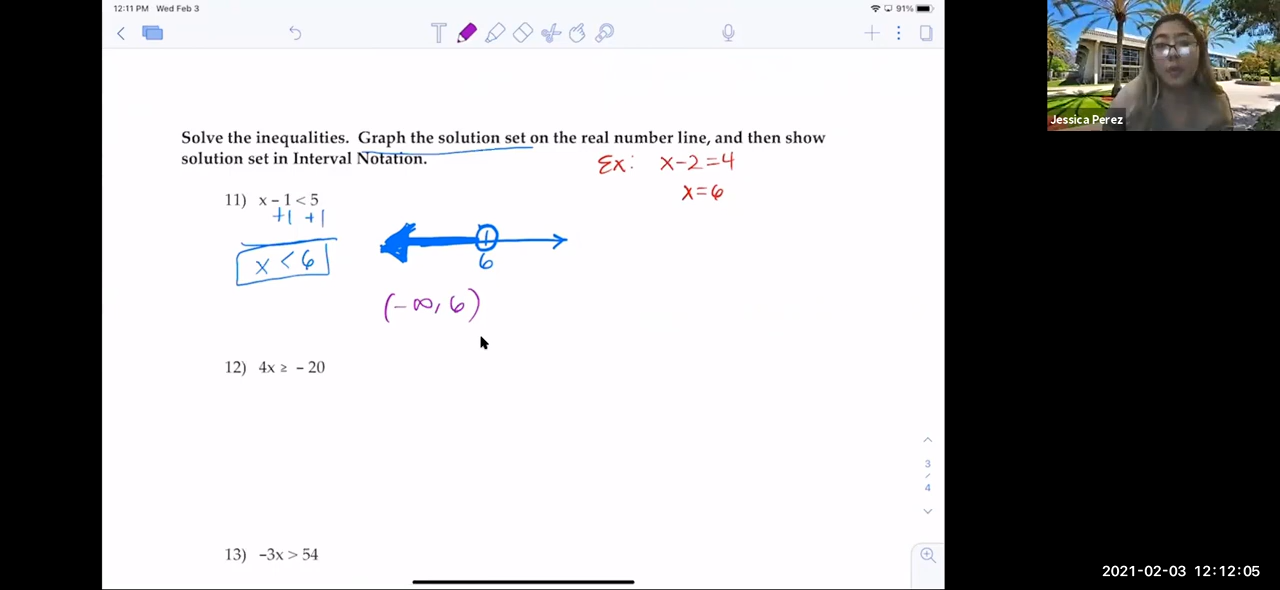 12:11 PM Wed Feb 3
91%
T
Solve the inequalities. Graph the solution set on the real number line, and then show
solution set in Interval Notation.
Ex: x-2=4
x=6
11) x - 1 < 5
+1 +1
x < 6
6
(-∞, 6)
12) 4x ≥ - 20
13) -3x > 54
3
/
4
Jessica Perez
2021-02-03 12:12:05